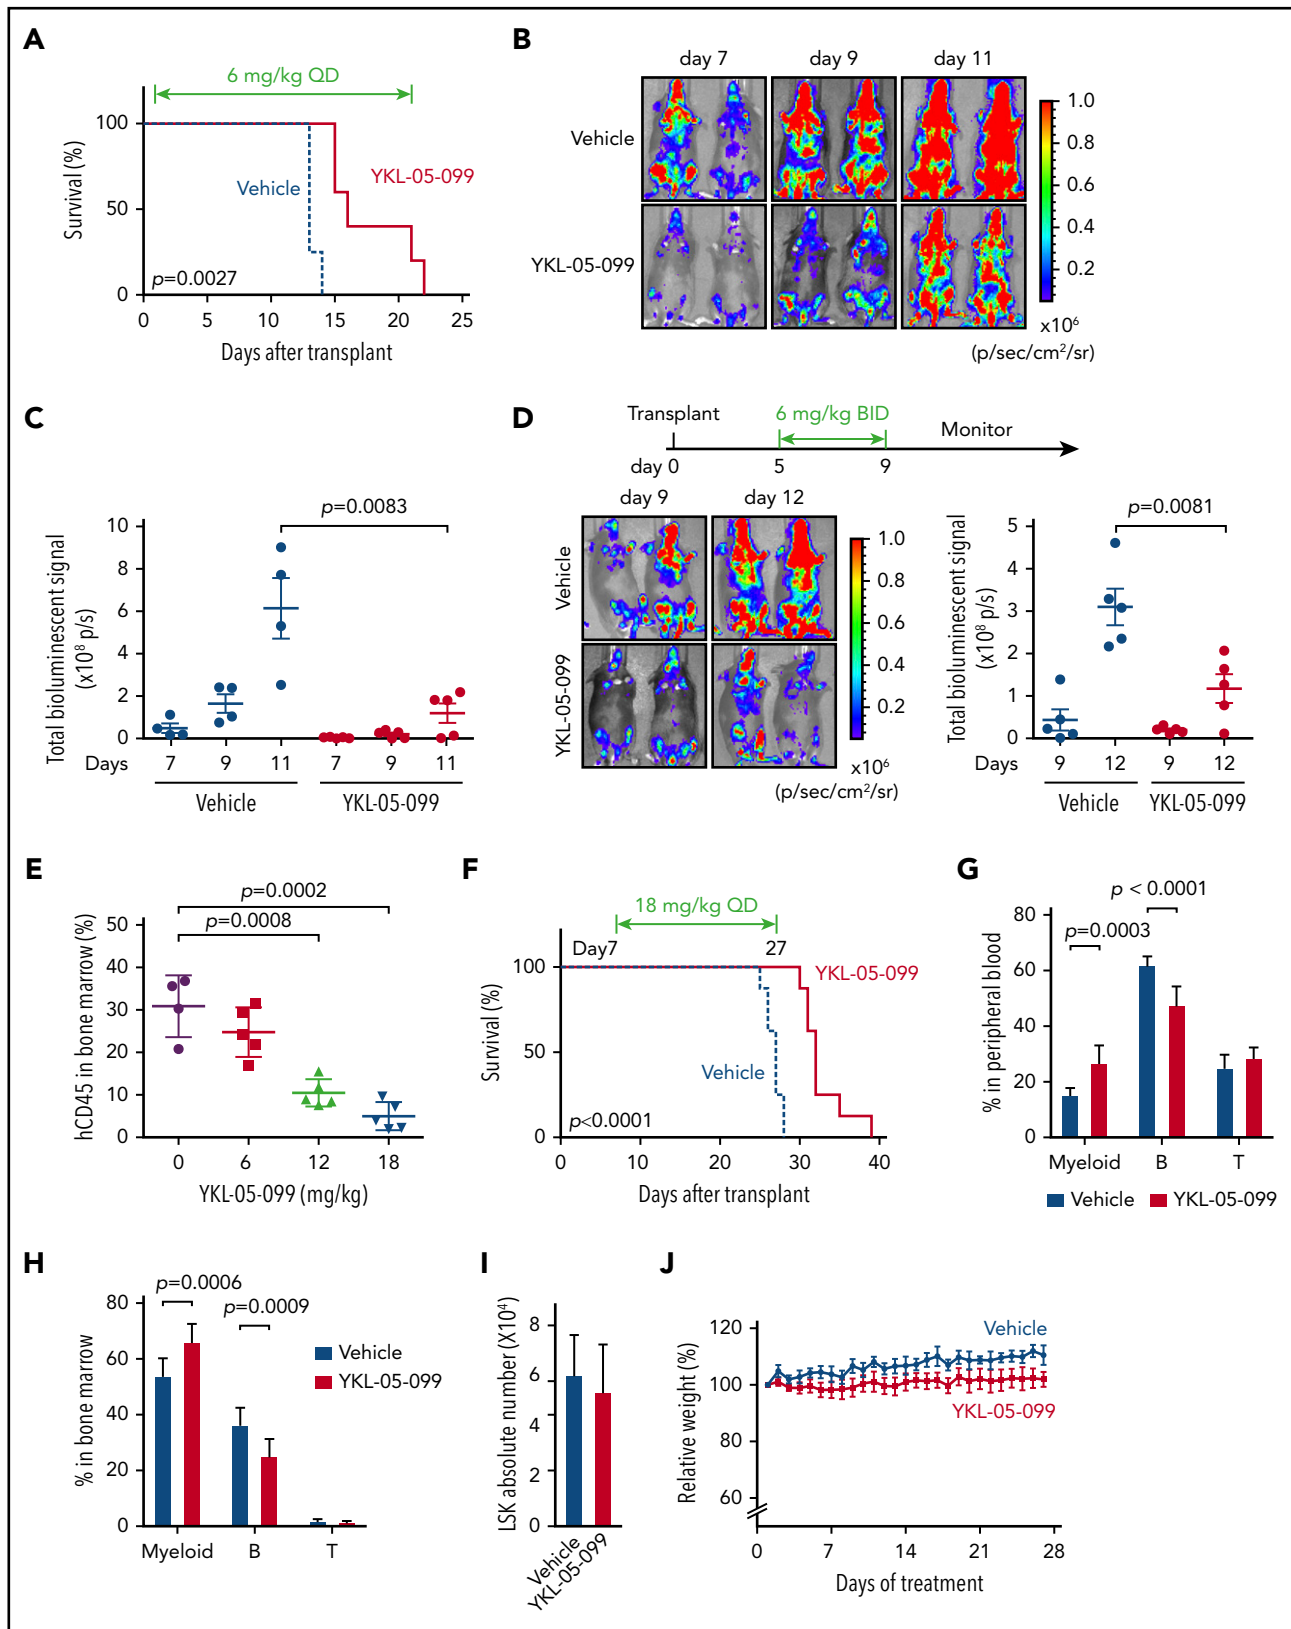 A
6 mg/kg QD
Survival (%)
100
50
0
Vehicle
YKL-05-099
p=0.0027
0 5 10 15 20 25
Days after transplant
B
day 7 day 9 day 11
Vehicle
YKL-05-099
1.0
0.8
0.6
0.4
0.2
x10⁶
(p/sec/cm²/sr)
C
Total bioluminescent signal
(x10⁸ p/s)
p=0.0083
10
8
6
4
2
0
Days 7 9 11 7 9 11
Vehicle YKL-05-099
D
Transplant 6 mg/kg BID Monitor
day 0 5 9
day 9 day 12
Vehicle
YKL-05-099
1.0
0.8
0.6
0.4
0.2
x10⁶
(p/sec/cm²/sr)
Total bioluminescent signal
(x10⁸ p/s)
p=0.0081
5
4
3
2
1
0
Days 9 12 9 12
Vehicle YKL-05-099
E
p=0.0002
p=0.0008
hCD45 in bone marrow (%)
50
40
30
20
10
0
0 6 12 18
YKL-05-099 (mg/kg)
F
18 mg/kg QD
Day7 27
Survival (%)
100
50
0
YKL-05-099
Vehicle
p<0.0001
0 10 20 30 40
Days after transplant
G
p < 0.0001
p=0.0003
% in peripheral blood
80
60
40
20
0
Myeloid B T
Vehicle YKL-05-099
H
p=0.0006
p=0.0009
% in bone marrow
80
60
40
20
0
Vehicle
YKL-05-099
Myeloid B T
I
LSK absolute number (X10⁴)
8
6
4
2
0
Vehicle
YKL-05-099
J
Relative weight (%)
120
100
80
60
Vehicle
YKL-05-099
0 7 14 21 28
Days of treatment